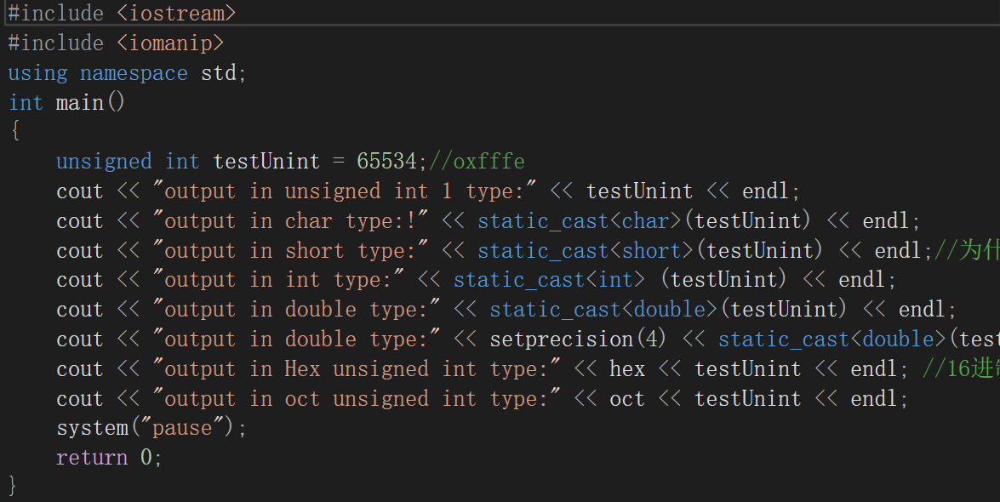 #include <iostream>
#include <iomanip>
using namespace std;
int main()
{
unsigned int testUnint = 65534;//oxfffe
cout << "output in unsigned int 1 type:" << testUnint << endl;
cout << "output in char type:!" << static_cast<char>(testUnint) << endl;
cout << "output in short type:" << static_cast<short>(testUnint) << endl;//为什
cout << "output in int type:" << static_cast<int> (testUnint) << endl;
cout << "output in double type:" << static_cast<double>(testUnint) << endl;
cout << "output in double type:" << setprecision(4) << static_cast<double>(test
cout << "output in Hex unsigned int type:" << hex << testUnint << endl; //16进制
cout << "output in oct unsigned int type:" << oct << testUnint << endl;
system("pause");
return 0;
}